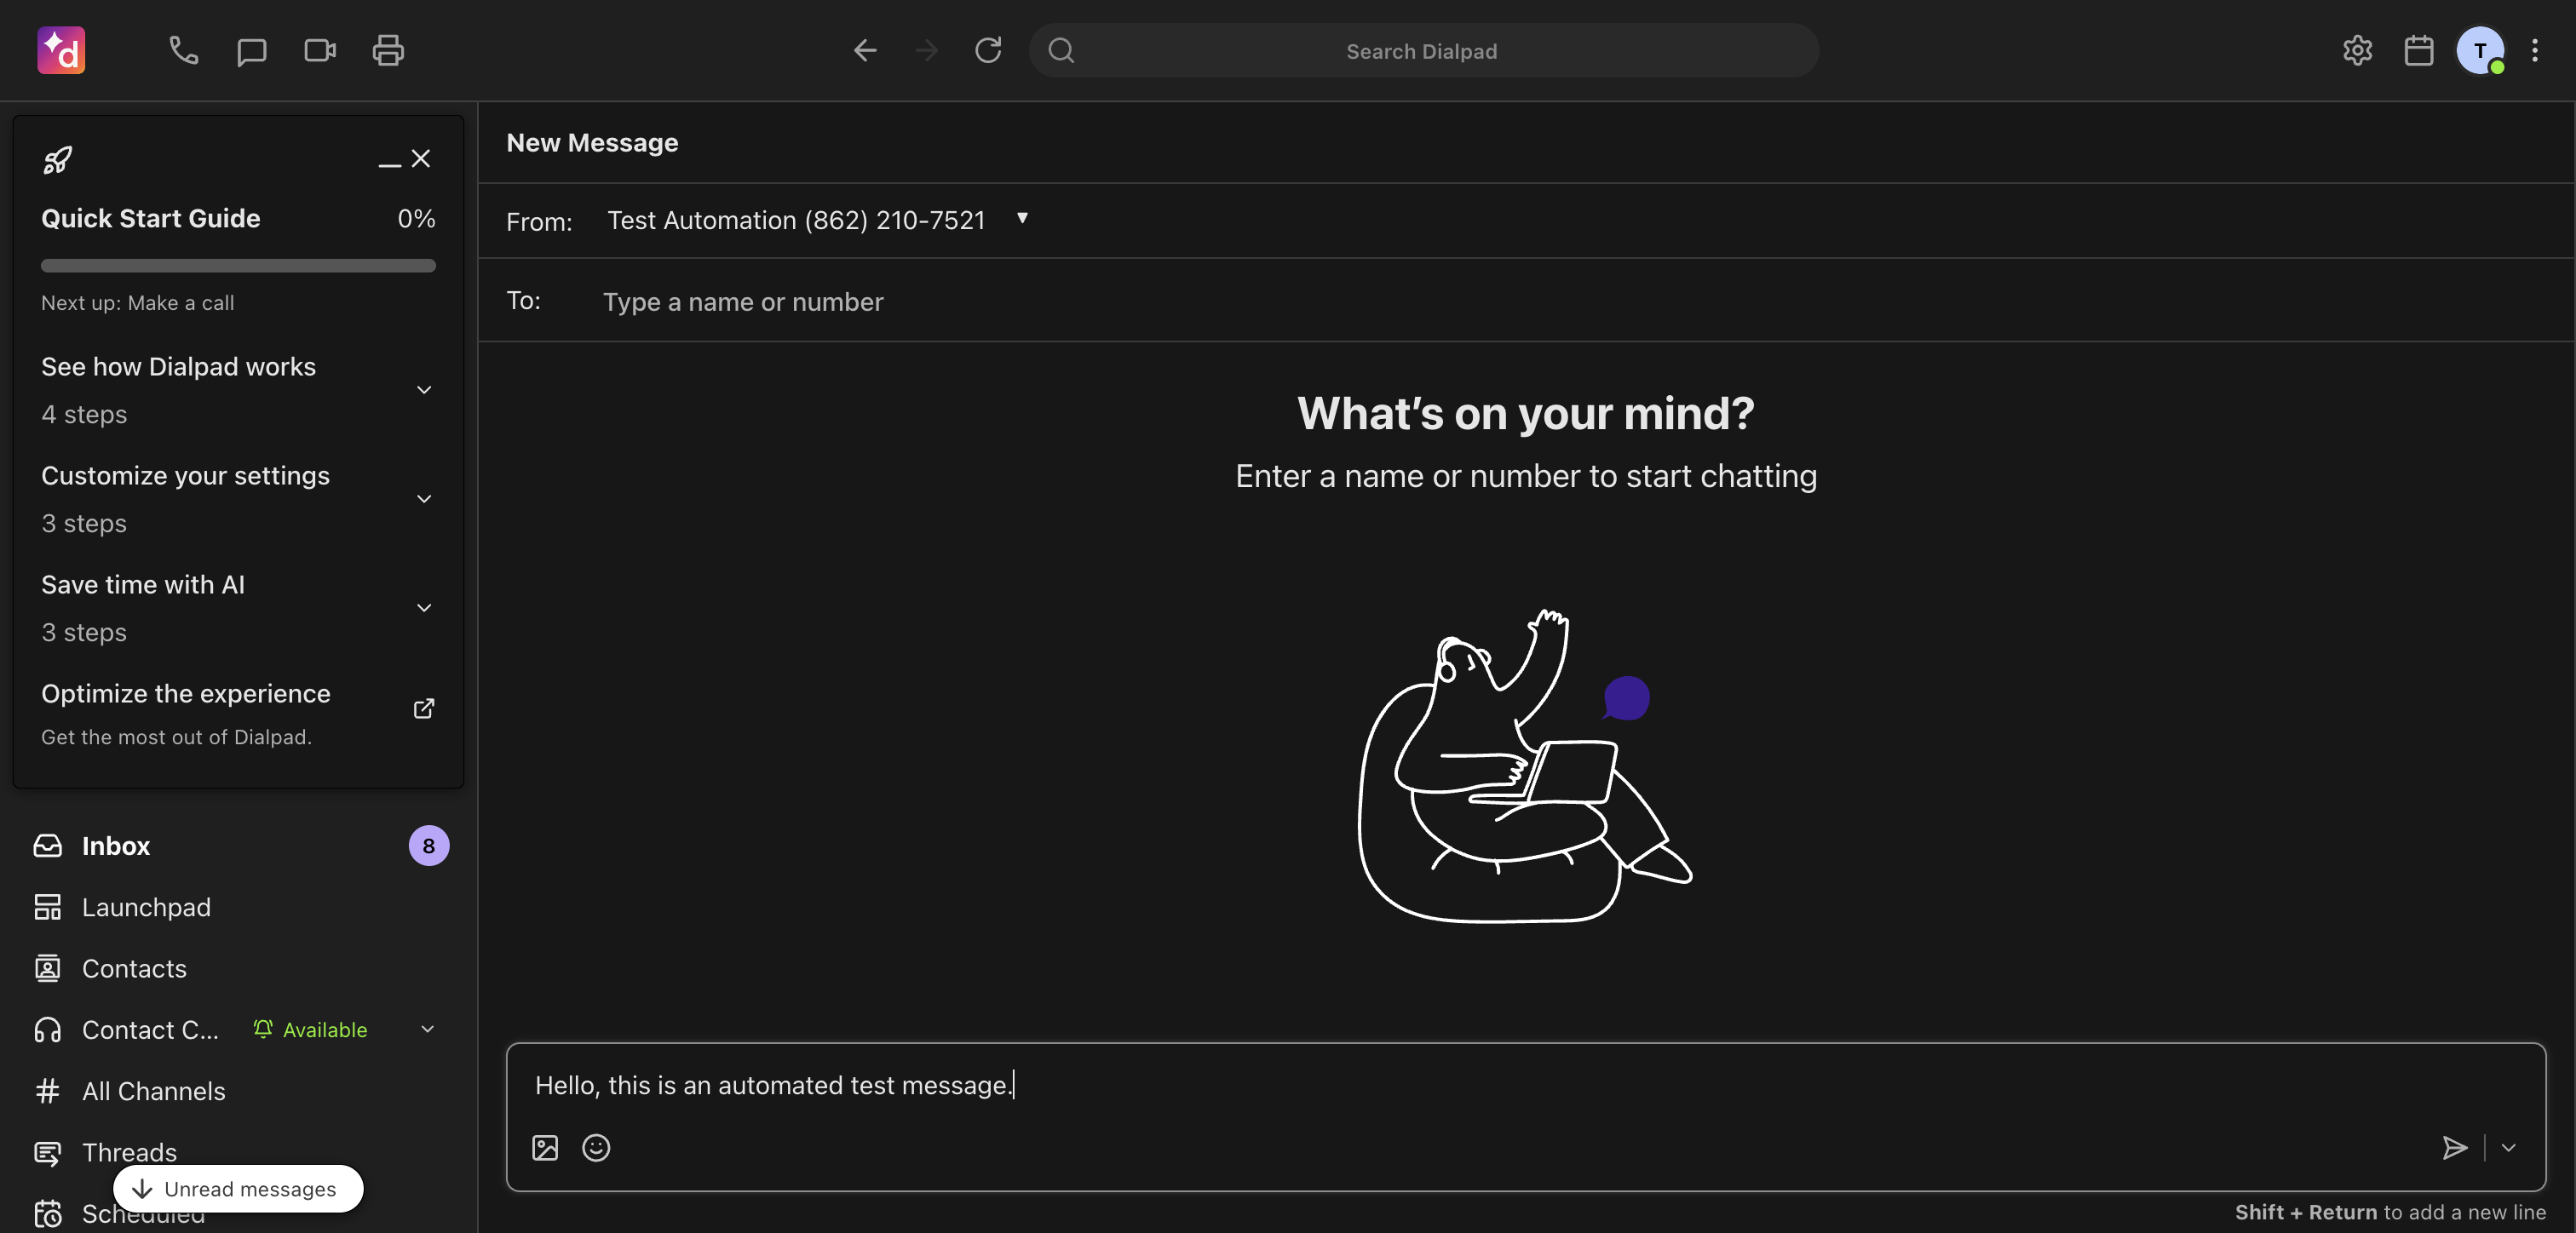 d
Search Dialpad
T
Quick Start Guide 0%
Next up: Make a call
See how Dialpad works
4 steps
Customize your settings
3 steps
Save time with AI
3 steps
Optimize the experience
Get the most out of Dialpad.
Inbox 8
Launchpad
Contacts
Contact C... Available
All Channels
Threads
Unread messages
Scheduled
New Message
From: Test Automation (862) 210-7521
To: Type a name or number
What's on your mind?
Enter a name or number to start chatting
Hello, this is an automated test message.
Shift + Return to add a new line